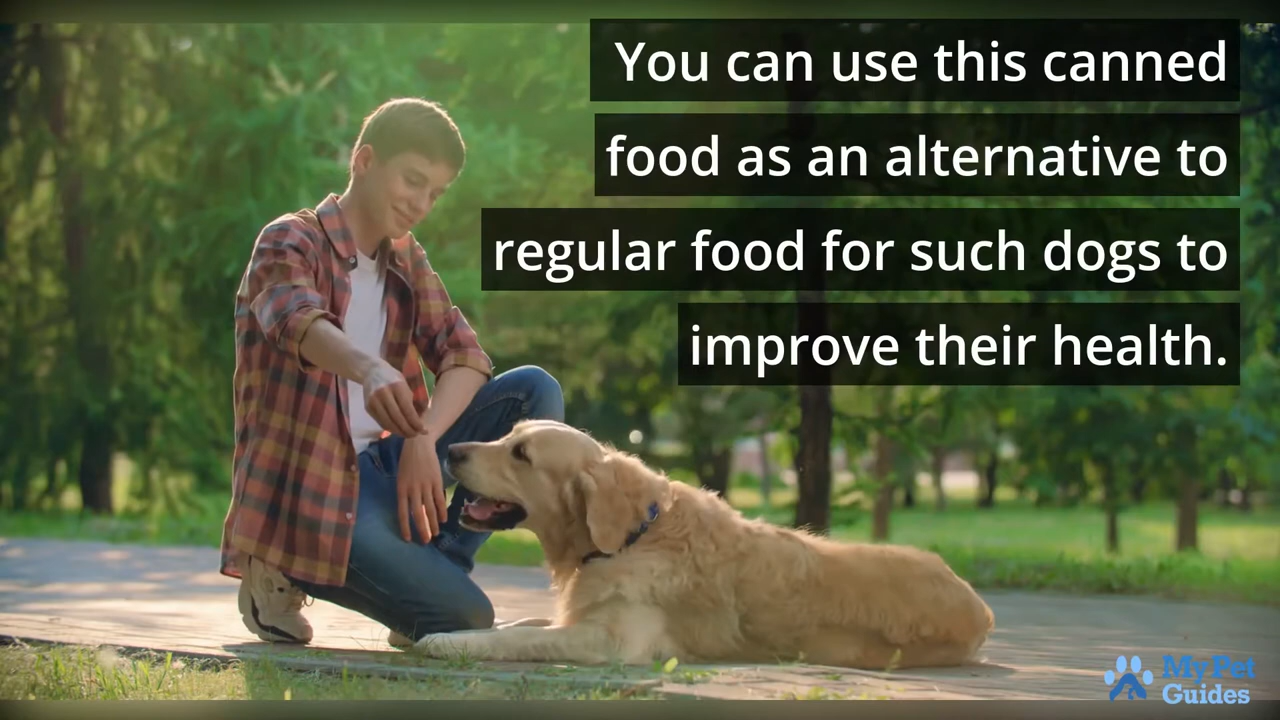 You can use this canned
food as an alternative to
regular food for such dogs to
improve their health.
My Pet
Guides